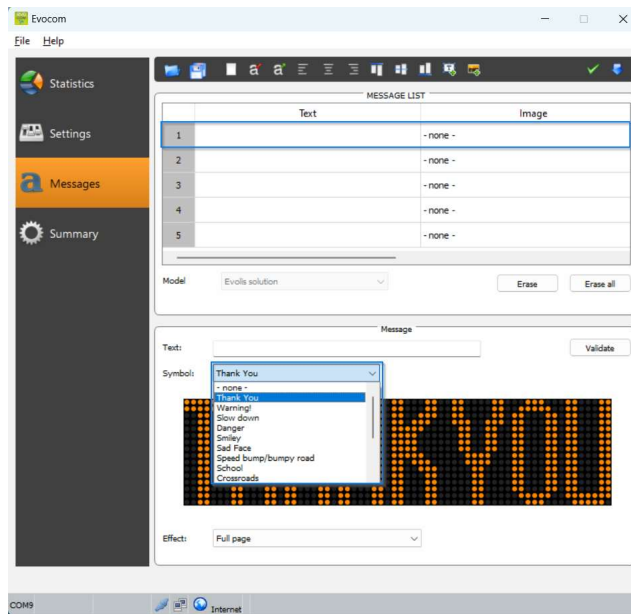 Evocom
File Help
Statistics
Settings
Messages
Summary
a a
MESSAGE LIST
Text Image
1 - none -
2 - none -
3 - none -
4 - none -
5 - none -
Model Evolis solution Erase Erase all
Message
Text: Validate
Symbol: Thank You
- none -
Thank You
Warning!
Slow down
Danger
Smiley
Sad Face
Speed bump/bumpy road
School
Crossroads
THANK YOU
Effect: Full page
COM9 Internet